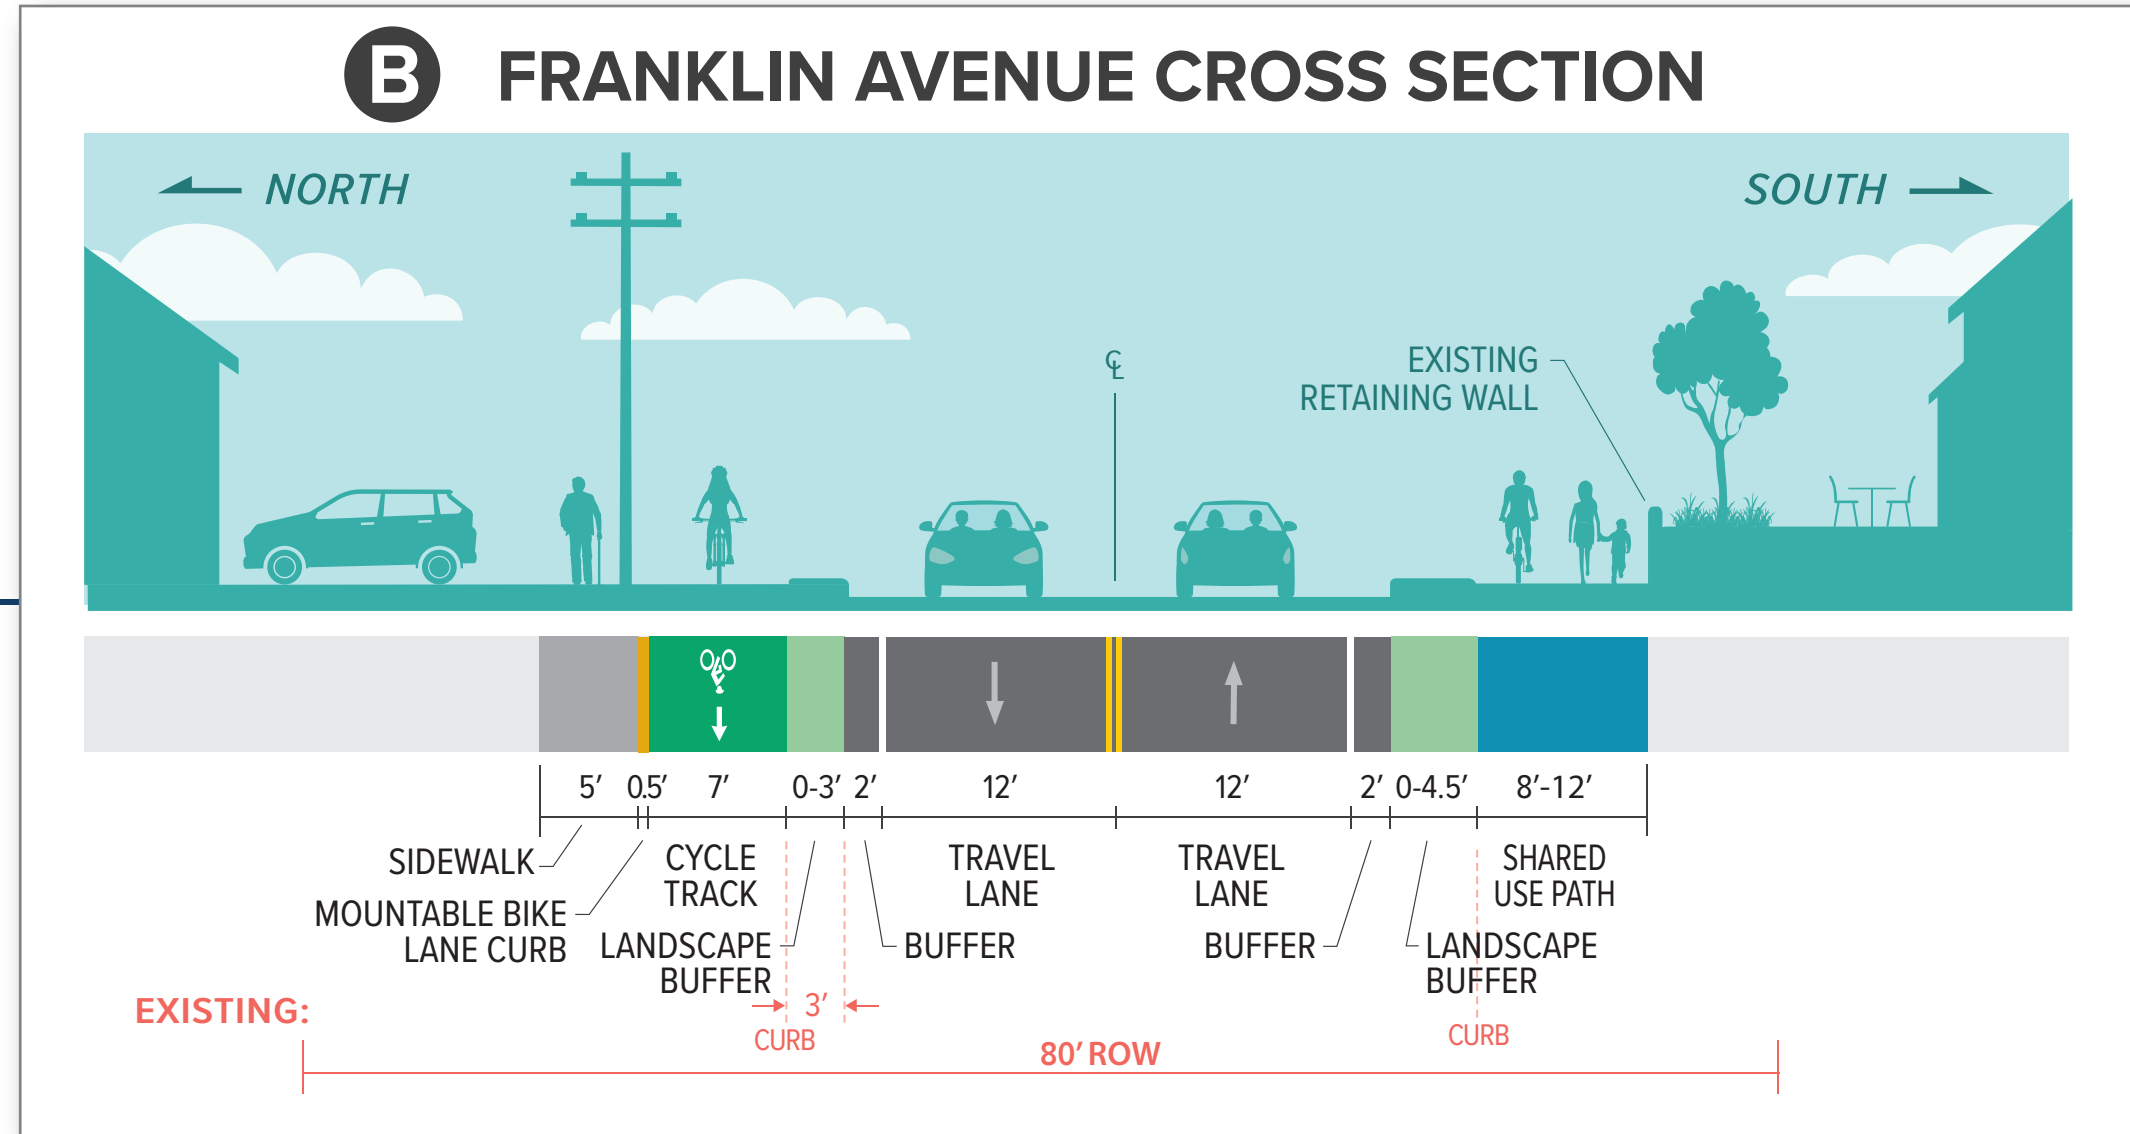 B FRANKLIN AVENUE CROSS SECTION
NORTH
SOUTH
℄
EXISTING
RETAINING WALL
5′ 0.5′ 7′ 0-3′ 2′ 12′ 12′ 2′ 0-4.5′ 8′-12′
SIDEWALK
MOUNTABLE BIKE
LANE CURB
CYCLE
TRACK
LANDSCAPE
BUFFER
BUFFER
TRAVEL
LANE
TRAVEL
LANE
BUFFER
LANDSCAPE
BUFFER
SHARED
USE PATH
EXISTING:
3′
CURB
CURB
80′ ROW